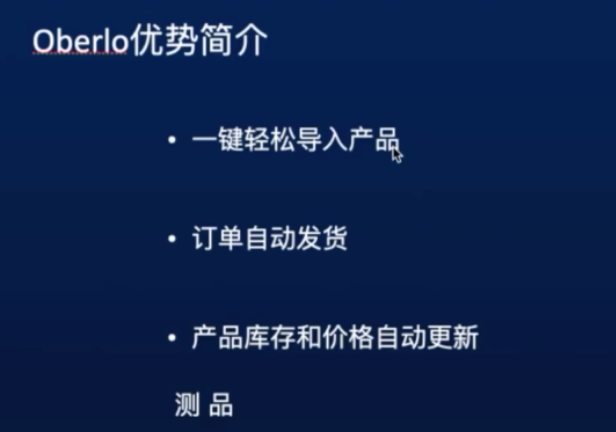 Oberlo优势简介
• 一键轻松导入产品
• 订单自动发货
• 产品库存和价格自动更新
测 品